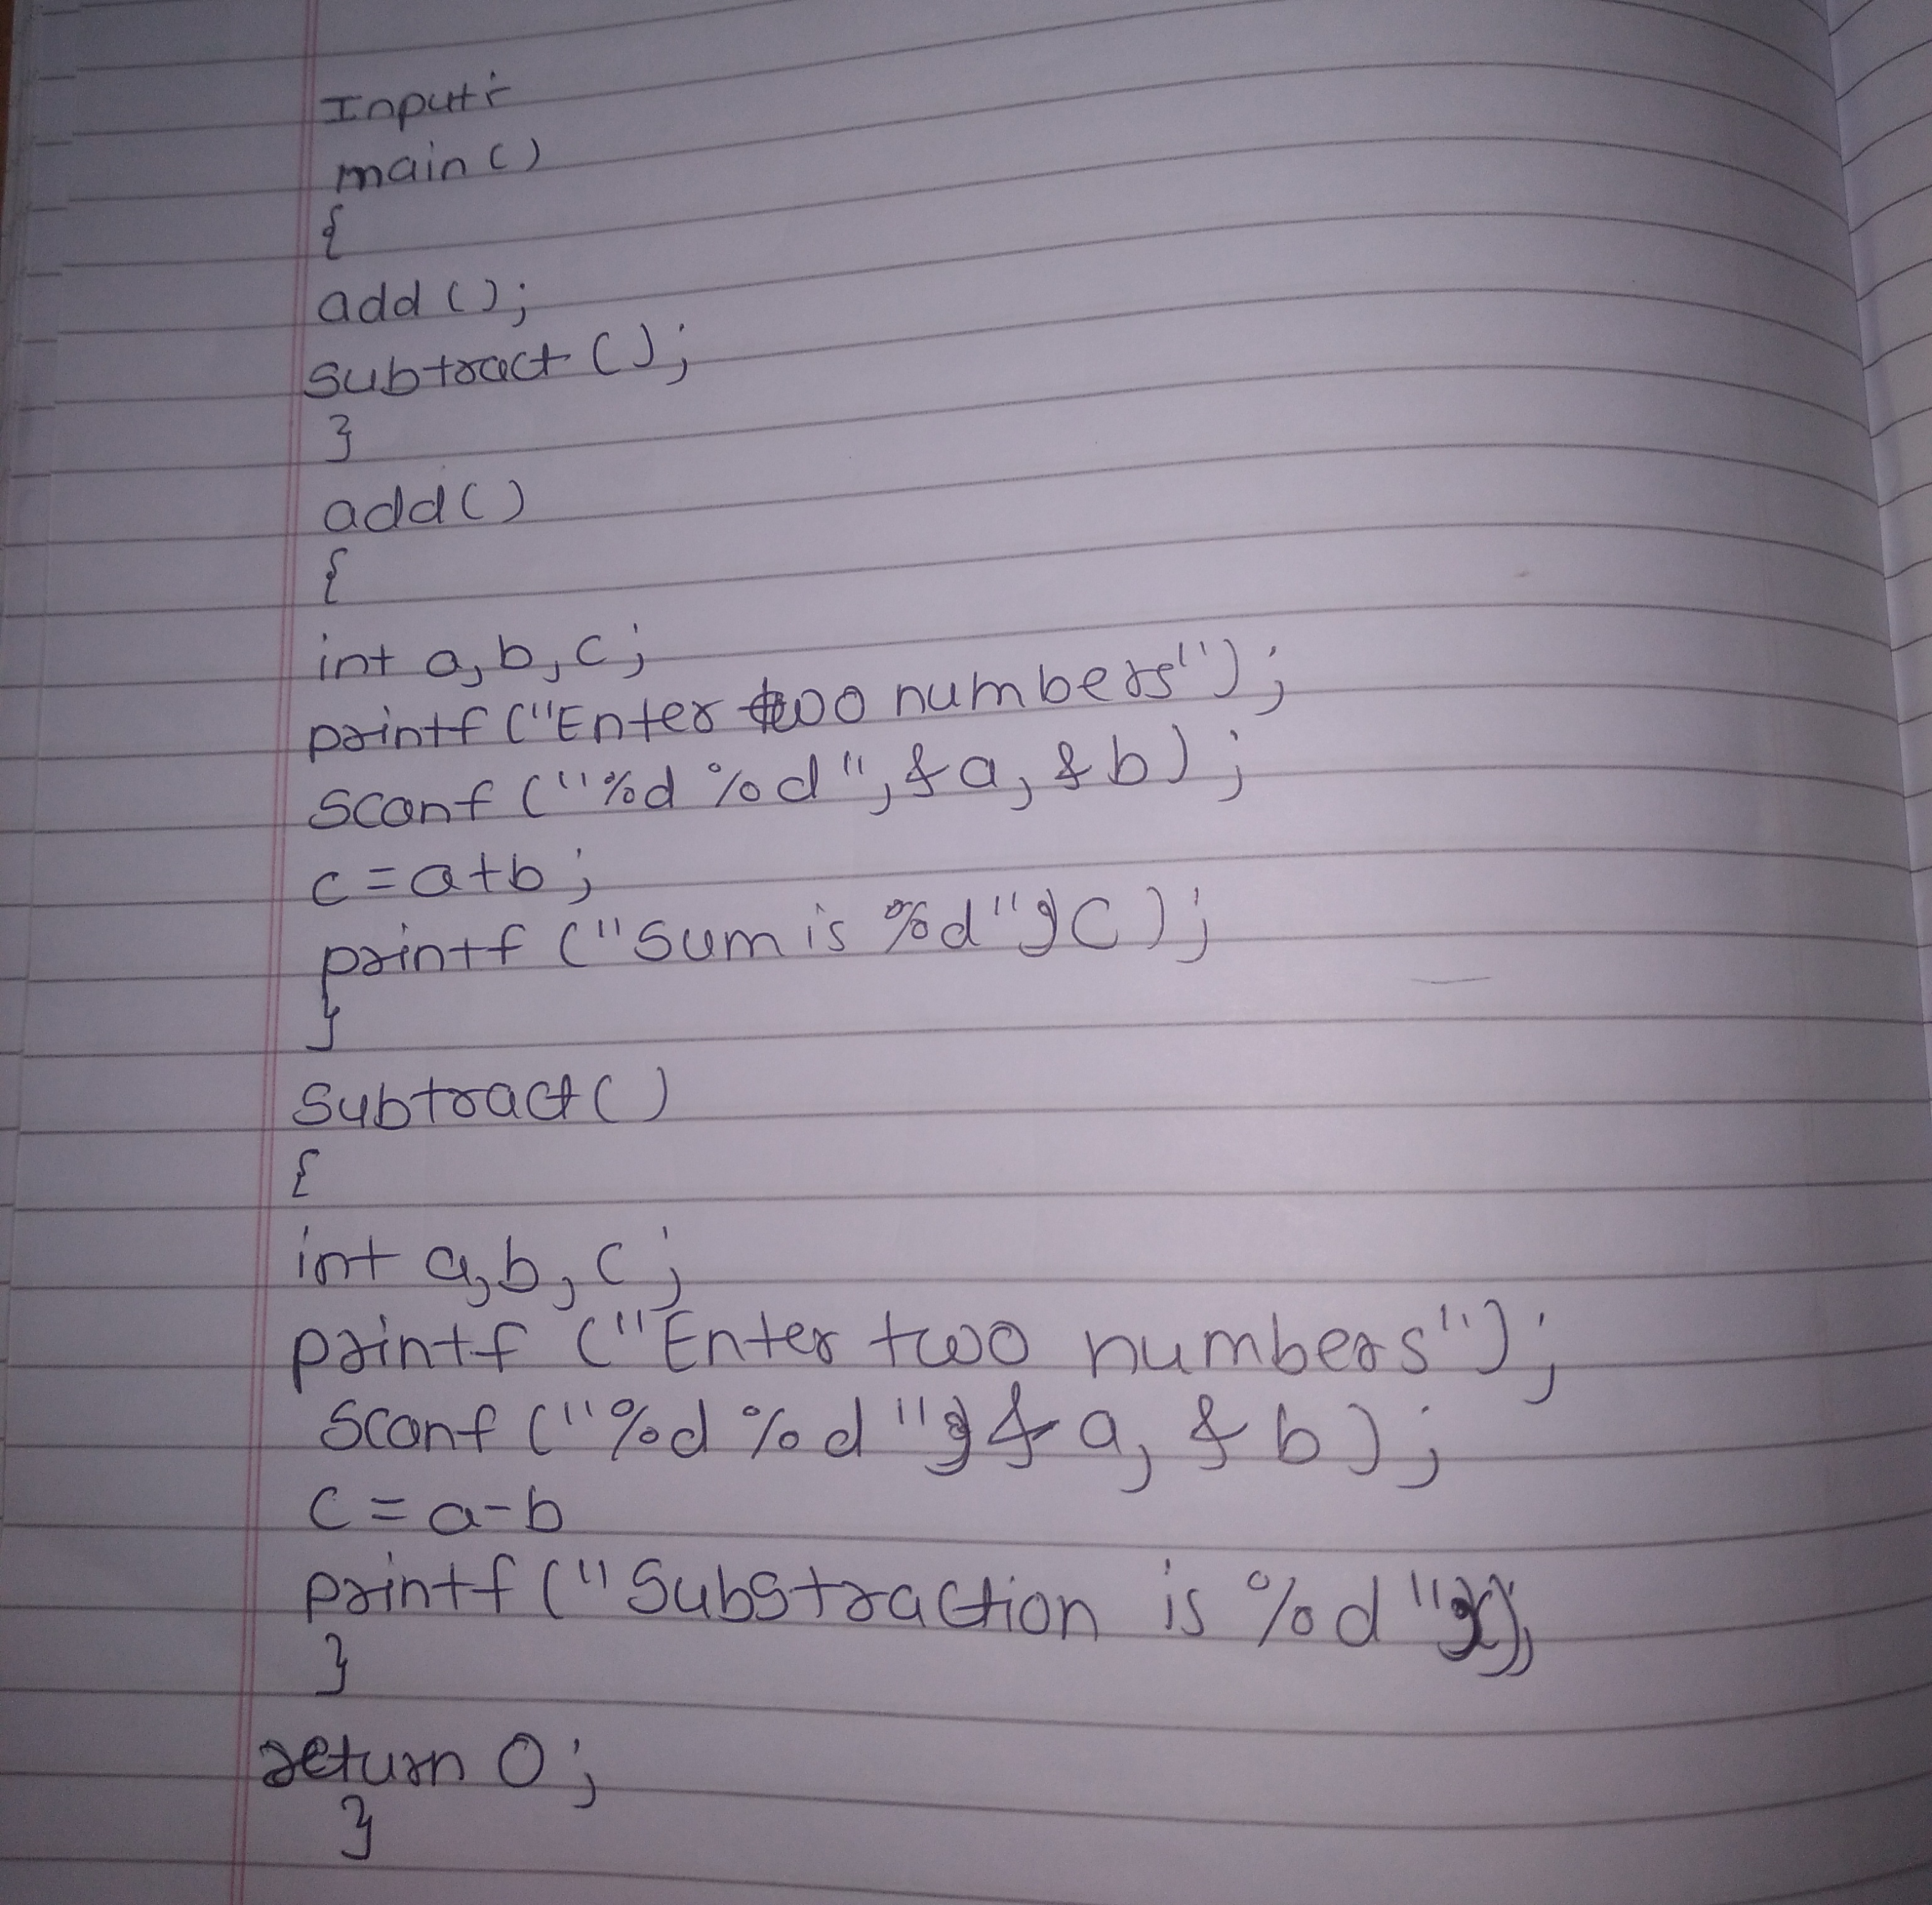 Input:
main()
{
add();
subtract();
}
add()
{
int a, b, c;
printf("Enter two numbers");
scanf("%d %d", &a, &b);
c=a+b;
printf("Sum is %d", c);
}
Subtract()
{
int a, b, c;
printf("Enter two numbers");
scanf("%d %d", &a, &b);
c=a-b
printf("Substraction is %d", c);
}
return 0;
}